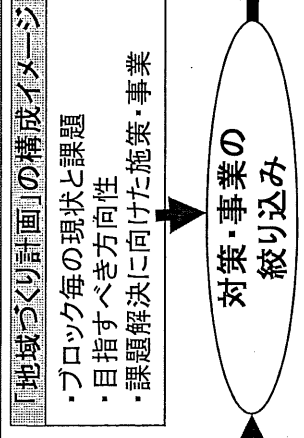 「地域づくり計画」の構成イメージ
・ブロック毎の現状と課題
・目指すべき方向性
・課題解決に向けた施策・事業
対策・事業の
絞り込み